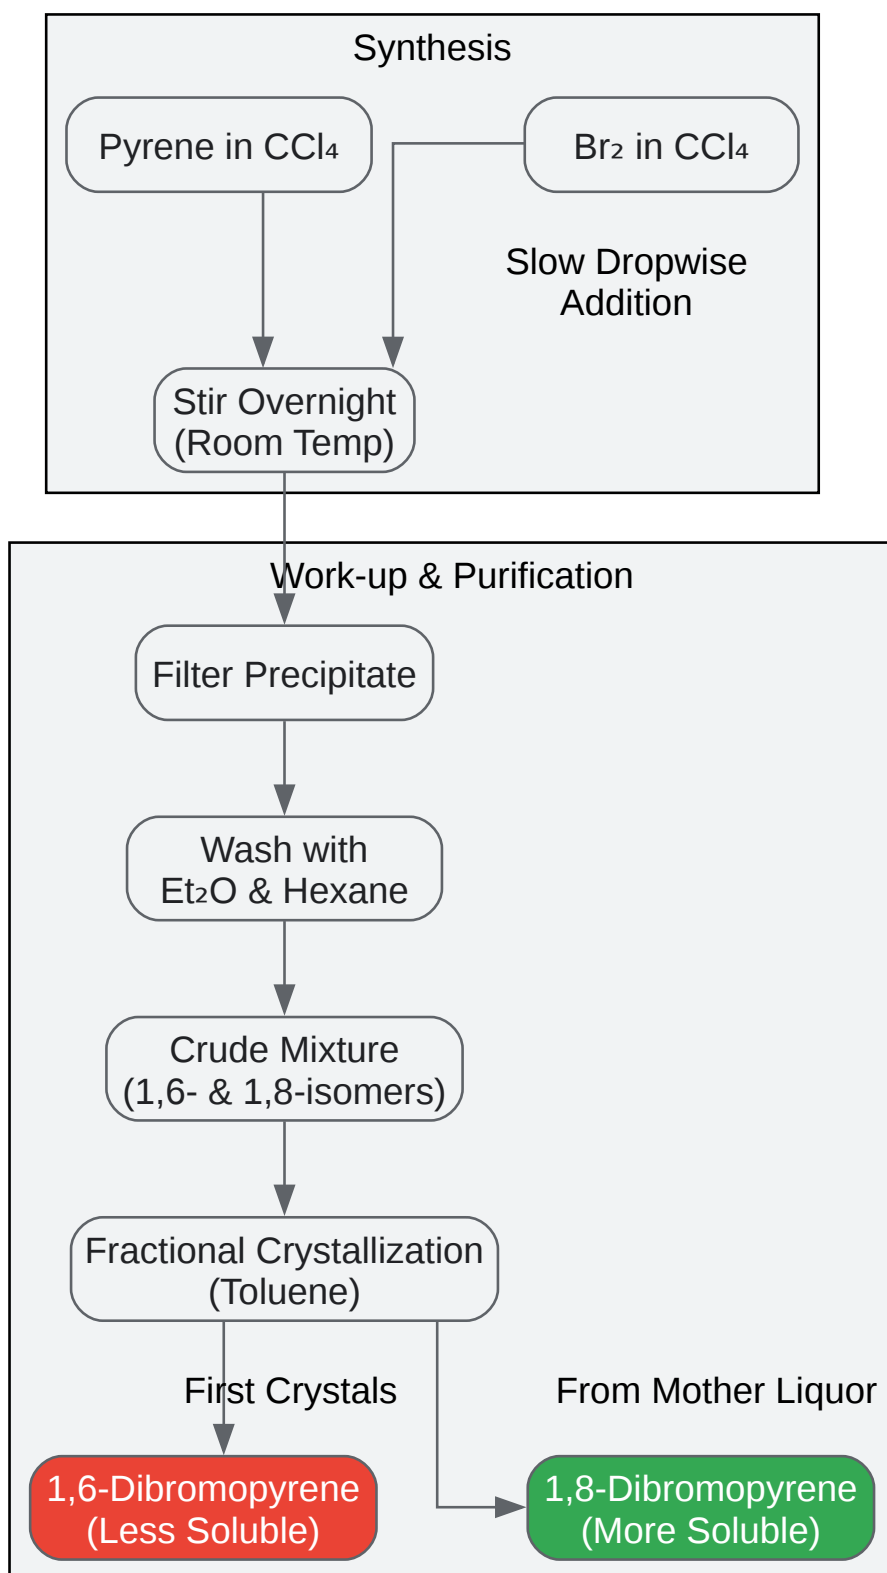 Synthesis
Pyrene in CCl₄
Br₂ in CCl₄
Slow Dropwise
Addition
Stir Overnight
(Room Temp)
Work-up & Purification
Filter Precipitate
Wash with
Et₂O & Hexane
Crude Mixture
(1,6- & 1,8-isomers)
Fractional Crystallization
(Toluene)
First Crystals
From Mother Liquor
1,6-Dibromopyrene
(Less Soluble)
1,8-Dibromopyrene
(More Soluble)